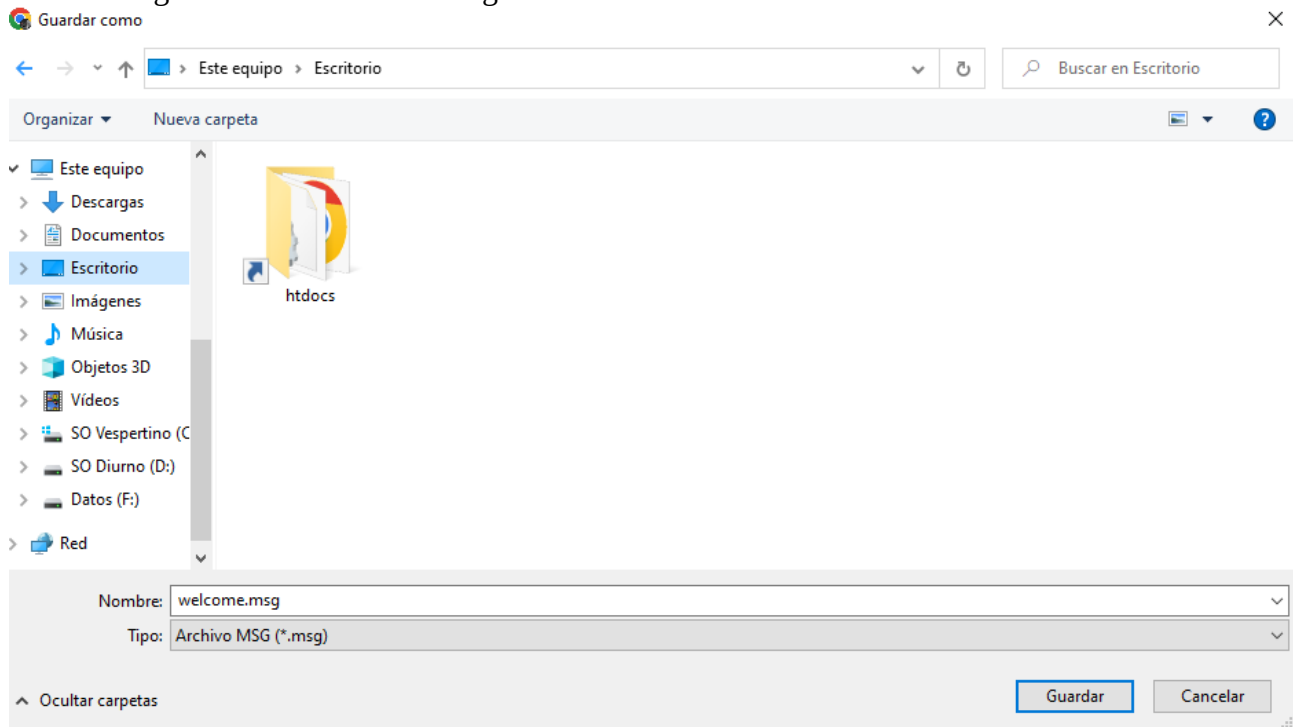 Guardar como
Este equipo > Escritorio
Buscar en Escritorio
Organizar
Nueva carpeta
Este equipo
Descargas
Documentos
Escritorio
Imágenes
Música
Objetos 3D
Vídeos
SO Vespertino (C
SO Diurno (D:)
Datos (F:)
Red
htdocs
Nombre: welcome.msg
Tipo: Archivo MSG (*.msg)
Ocultar carpetas
Guardar
Cancelar